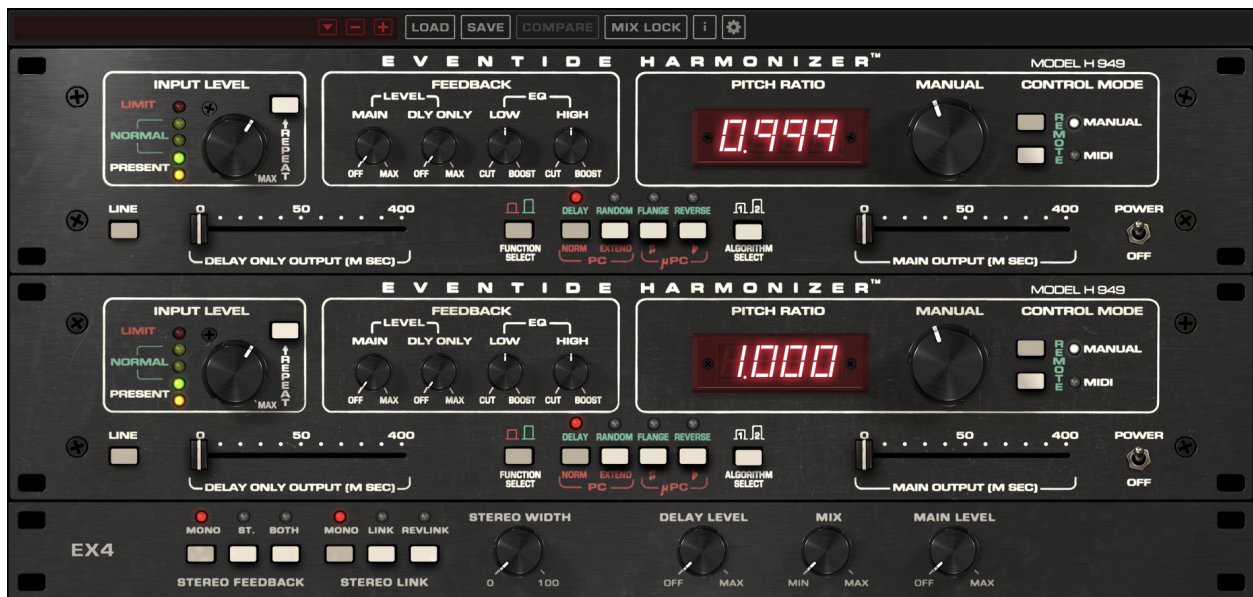 LOAD SAVE COMPARE MIX LOCK i
EVENTIDE HARMONIZER™
MODEL H 949
INPUT LEVEL
LIMIT
NORMAL
PRESENT
MAX
REPEAT
FEEDBACK
LEVEL EQ
MAIN DLY ONLY LOW HIGH
OFF MAX OFF MAX CUT BOOST CUT BOOST
PITCH RATIO MANUAL CONTROL MODE
0.999
REMOTE
MANUAL
MIDI
LINE
0 50 400
DELAY ONLY OUTPUT (M SEC)
FUNCTION
SELECT
DELAY RANDOM FLANGE REVERSE
NORM EXTEND ♯ ♭
PC μPC
1 2
ALGORITHM
SELECT
0 50 400
MAIN OUTPUT (M SEC)
POWER
OFF
EVENTIDE HARMONIZER™
MODEL H 949
INPUT LEVEL
LIMIT
NORMAL
PRESENT
MAX
REPEAT
FEEDBACK
LEVEL EQ
MAIN DLY ONLY LOW HIGH
OFF MAX OFF MAX CUT BOOST CUT BOOST
PITCH RATIO MANUAL CONTROL MODE
1.000
REMOTE
MANUAL
MIDI
LINE
0 50 400
DELAY ONLY OUTPUT (M SEC)
FUNCTION
SELECT
DELAY RANDOM FLANGE REVERSE
NORM EXTEND ♯ ♭
PC μPC
1 2
ALGORITHM
SELECT
0 50 400
MAIN OUTPUT (M SEC)
POWER
OFF
EX4
MONO ST. BOTH
STEREO FEEDBACK
MONO LINK REVLINK
STEREO LINK
STEREO WIDTH
0 100
DELAY LEVEL
OFF MAX
MIX
MIN MAX
MAIN LEVEL
OFF MAX